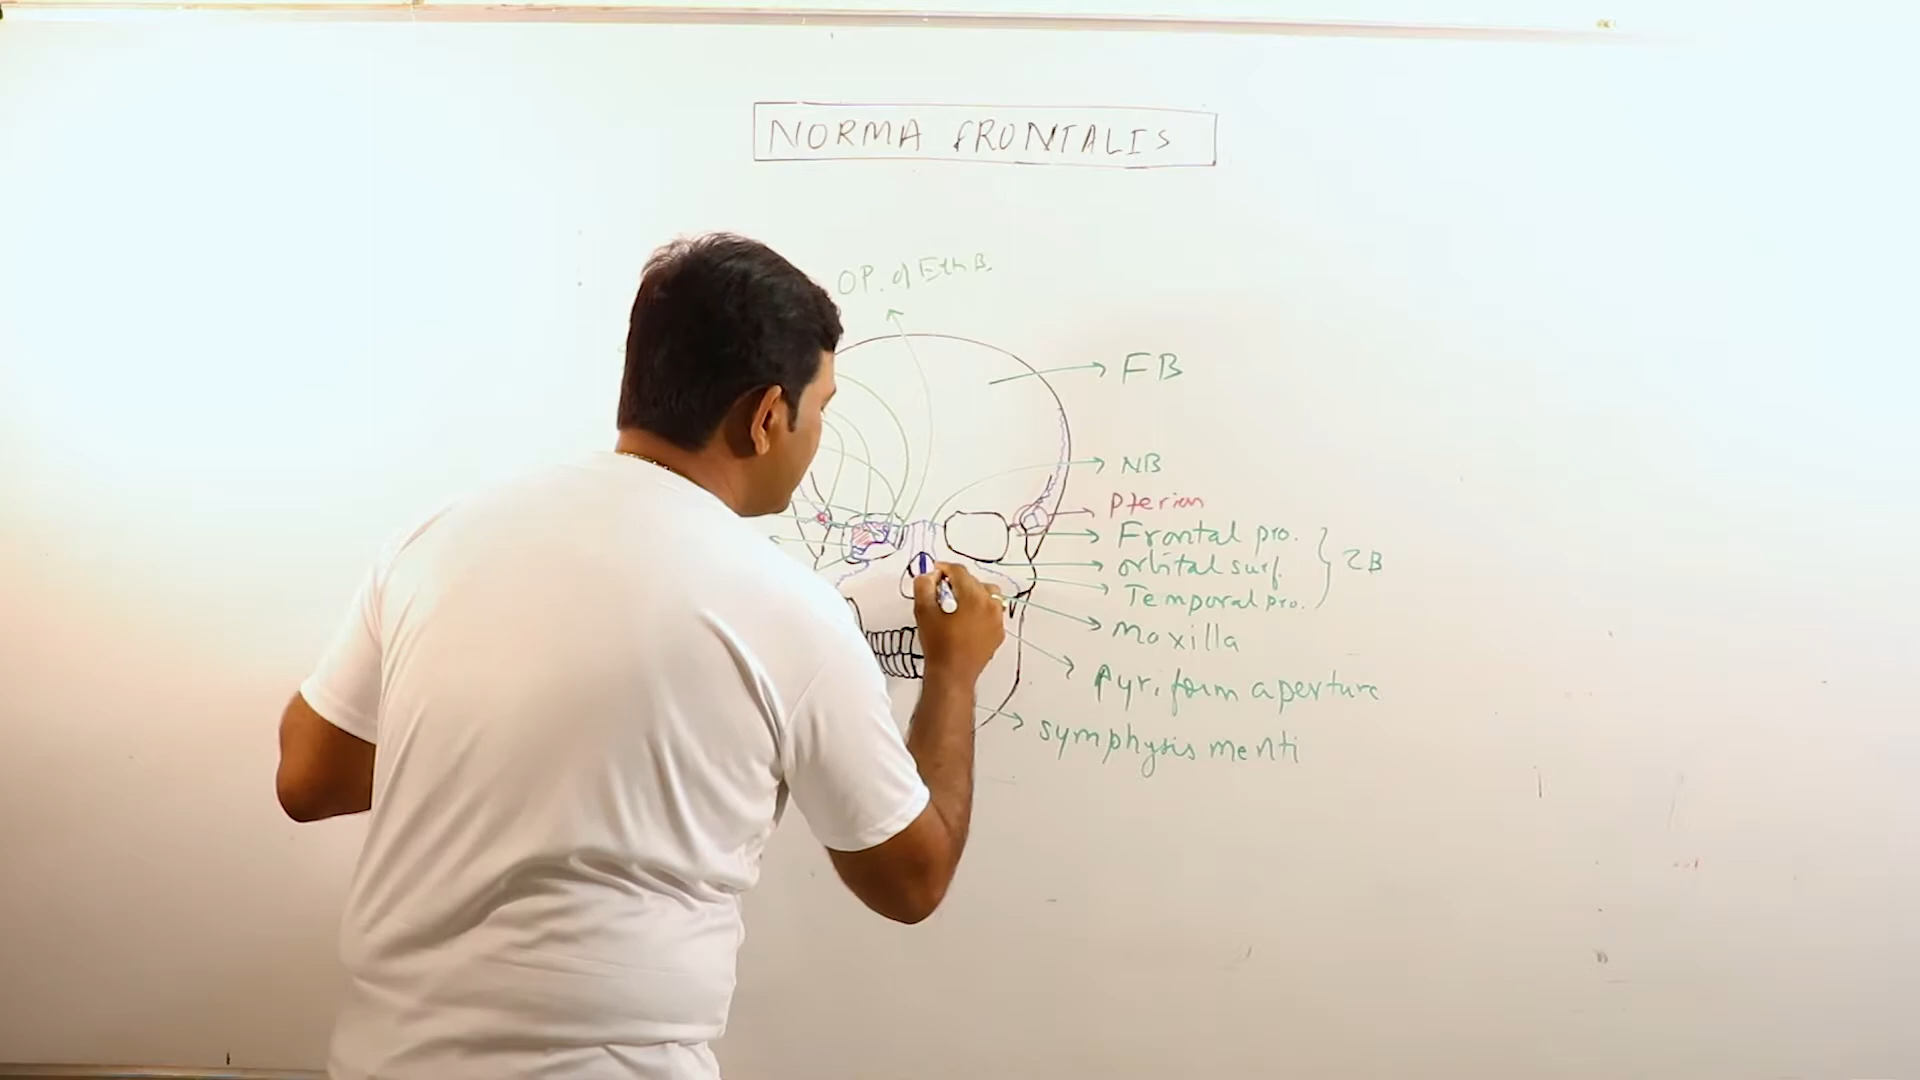 NORMA FRONTALIS
OP. of Eth B.
FB
NB
Pterion
Frontal pro.
orbital surf.
ZB
Temporal pro.
Maxilla
Pyriform aperture
symphysis menti